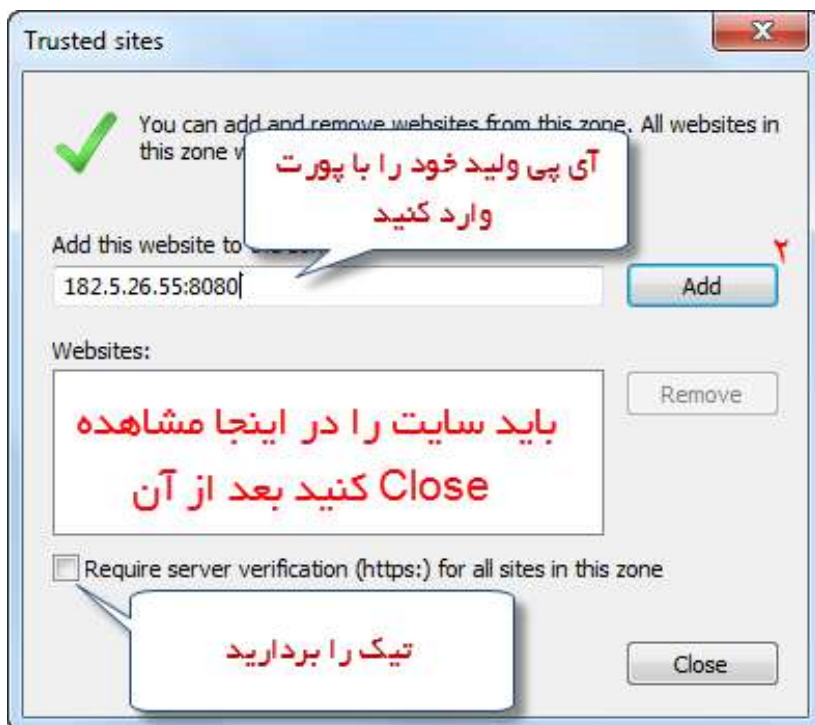 Trusted sites
X
You can add and remove websites from this zone. All websites in
this zone
آی پی ولید خود را با پورت
وارد کنید
Add this website to
182.5.26.55:8080
۲
Add
Websites:
باید سایت را در اینجا مشاهده
کنید بعد از آن Close
Remove
Require server verification (https:) for all sites in this zone
تیک را بردارید
Close